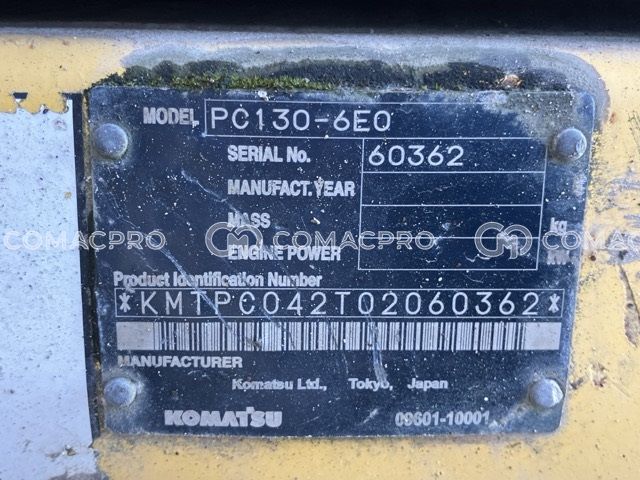 MODEL PC130-6E0
SERIAL No. 60362
MANUFACT. YEAR
MASS kg
ENGINE POWER kW
COMACPRO COMACPRO COMACPRO
Product Identification Number
*KMTPC042T02060362*
MANUFACTURER
Komatsu Ltd., Tokyo, Japan
KOMATSU 09601-10001